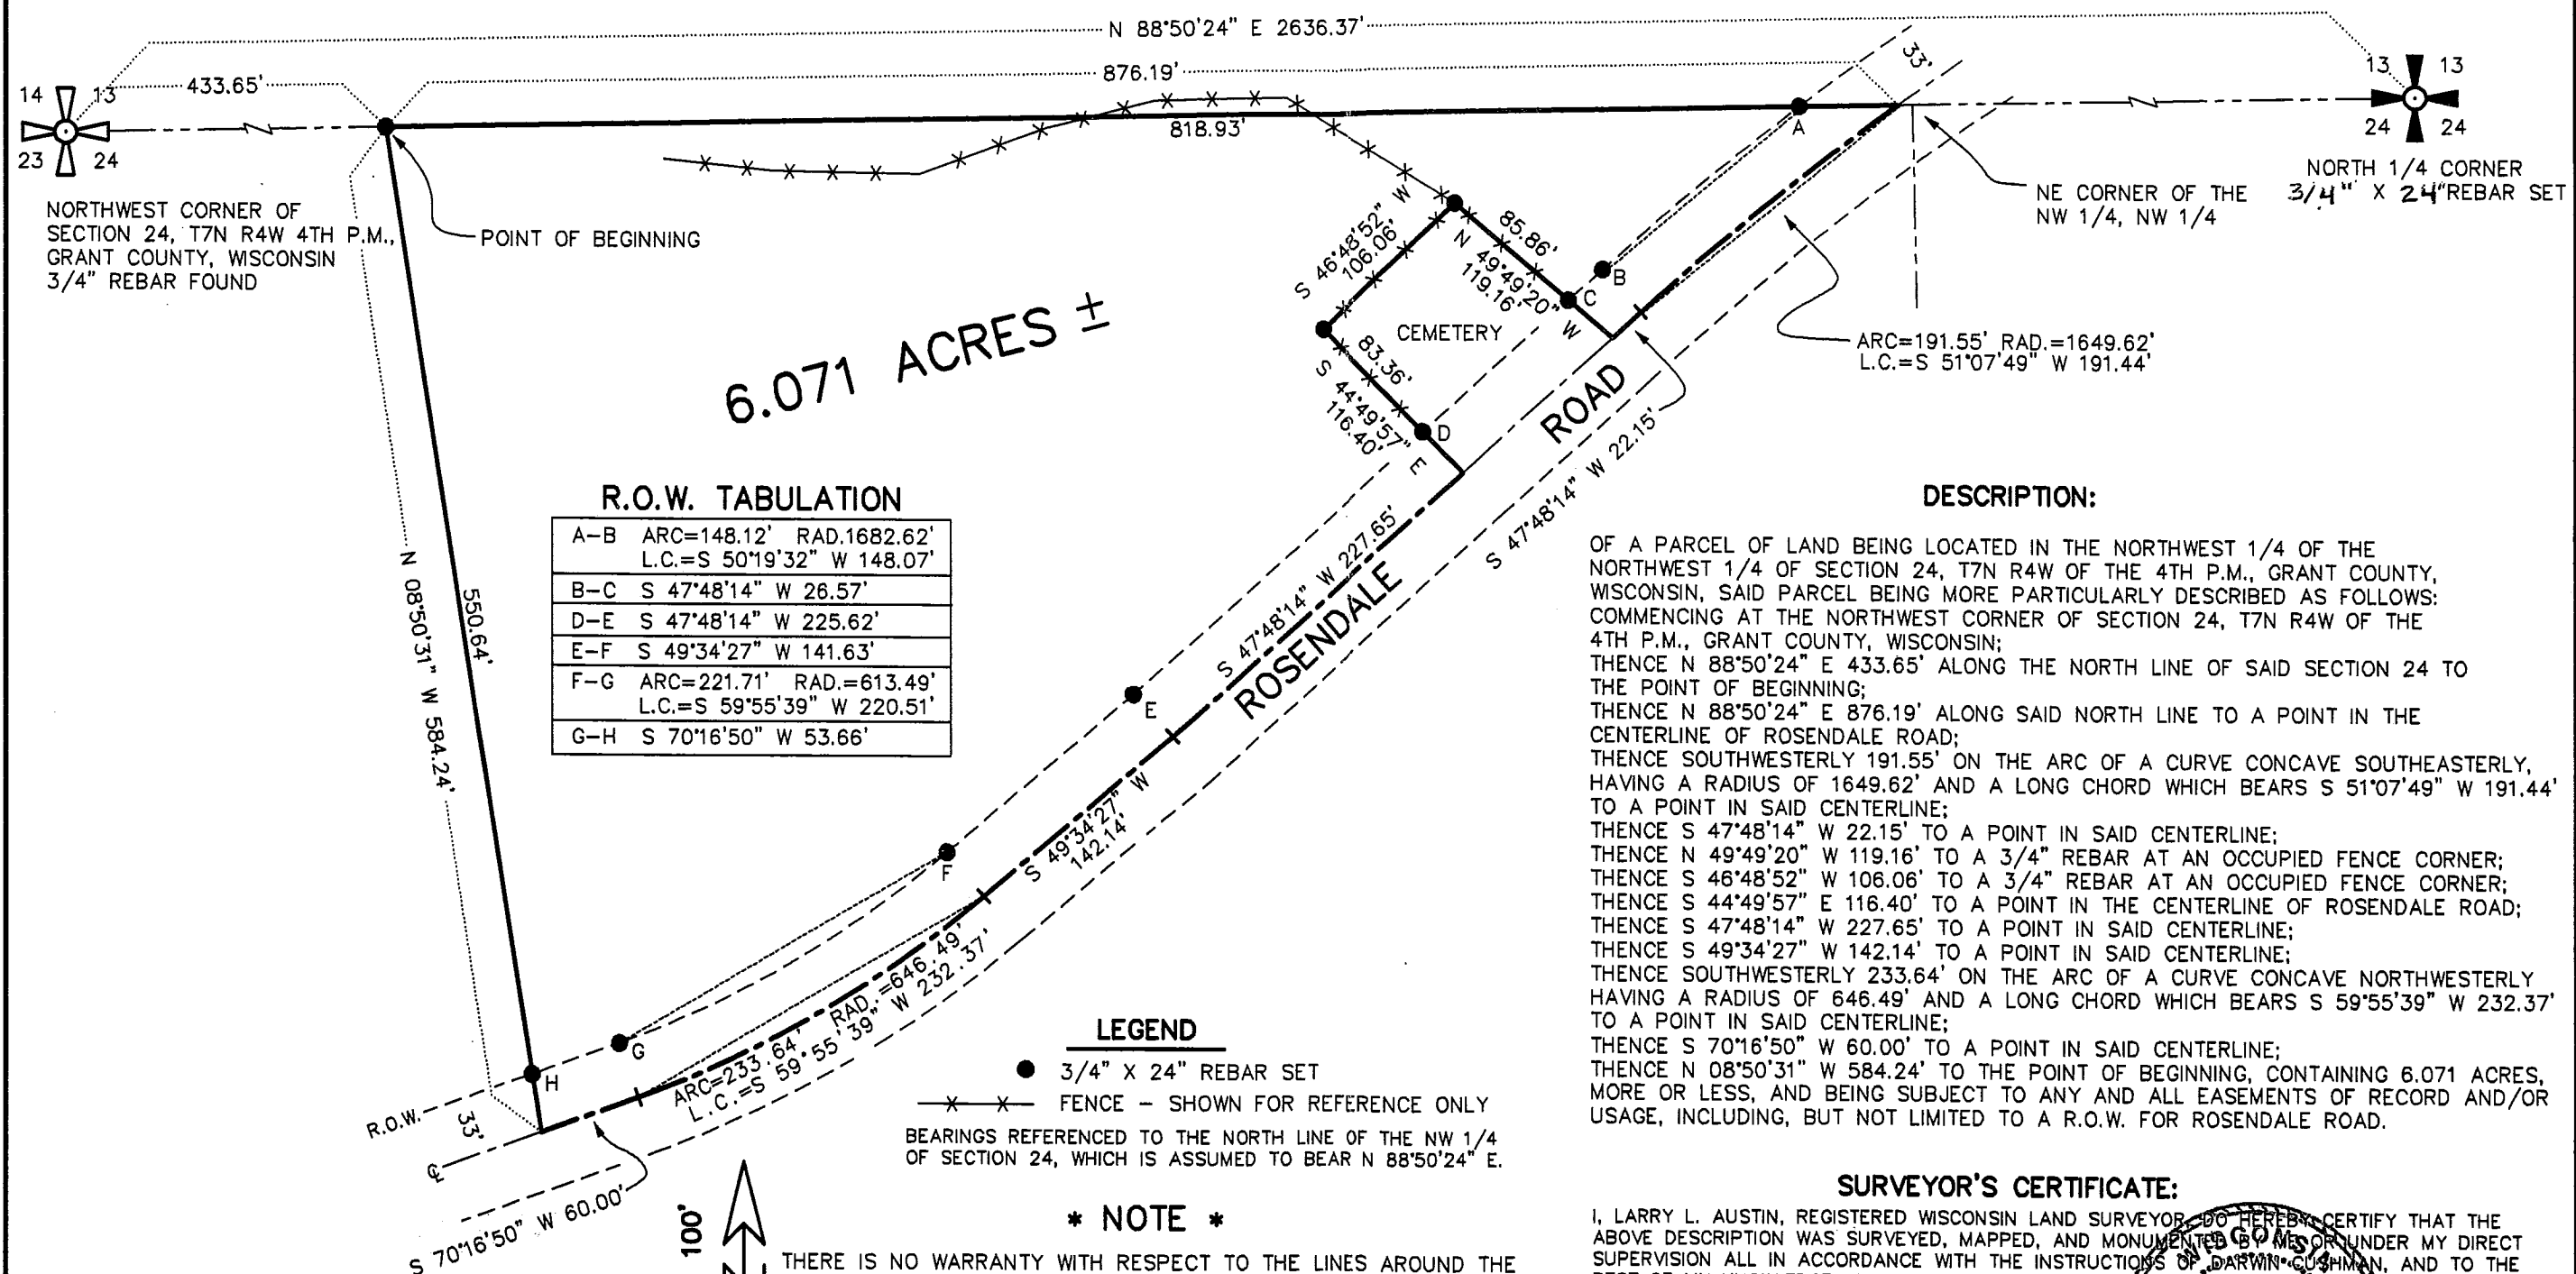 N 88°50'24" E 2636.37'
433.65'
876.19'
33'
14 13
23 24
13 13
24 24
818.93'
A
NORTHWEST CORNER OF
SECTION 24, T7N R4W 4TH P.M.,
GRANT COUNTY, WISCONSIN
3/4" REBAR FOUND
POINT OF BEGINNING
NORTH 1/4 CORNER
3/4" X 24" REBAR SET
NE CORNER OF THE
NW 1/4, NW 1/4
S 46°48'52" W
106.06'
85.86'
N 49°49'20" W
119.16'
B
C
CEMETERY
83.36'
S 44°49'57" E
116.40'
D
ARC=191.55' RAD.=1649.62'
L.C.=S 51°07'49" W 191.44'
6.071 ACRES ±
ROAD
S 47°48'14" W 22.15'
R.O.W. TABULATION
A-B ARC=148.12' RAD.1682.62'
L.C.=S 50°19'32" W 148.07'
B-C S 47°48'14" W 26.57'
D-E S 47°48'14" W 225.62'
E-F S 49°34'27" W 141.63'
F-G ARC=221.71' RAD.=613.49'
L.C.=S 59°55'39" W 220.51'
G-H S 70°16'50" W 53.66'
550.64'
N 08°50'31" W 584.24'
S 47°48'14" W 227.65'
ROSENDALE
E
S 49°34'27" W
142.14'
F
G
H
ARC=233.64' RAD.=646.49'
L.C.=S 59°55'39" W 232.37'
R.O.W.
33'
℄
S 70°16'50" W 60.00'
DESCRIPTION:
OF A PARCEL OF LAND BEING LOCATED IN THE NORTHWEST 1/4 OF THE
NORTHWEST 1/4 OF SECTION 24, T7N R4W OF THE 4TH P.M., GRANT COUNTY,
WISCONSIN, SAID PARCEL BEING MORE PARTICULARLY DESCRIBED AS FOLLOWS:
COMMENCING AT THE NORTHWEST CORNER OF SECTION 24, T7N R4W OF THE
4TH P.M., GRANT COUNTY, WISCONSIN;
THENCE N 88°50'24" E 433.65' ALONG THE NORTH LINE OF SAID SECTION 24 TO
THE POINT OF BEGINNING;
THENCE N 88°50'24" E 876.19' ALONG SAID NORTH LINE TO A POINT IN THE
CENTERLINE OF ROSENDALE ROAD;
THENCE SOUTHWESTERLY 191.55' ON THE ARC OF A CURVE CONCAVE SOUTHEASTERLY,
HAVING A RADIUS OF 1649.62' AND A LONG CHORD WHICH BEARS S 51°07'49" W 191.44'
TO A POINT IN SAID CENTERLINE;
THENCE S 47°48'14" W 22.15' TO A POINT IN SAID CENTERLINE;
THENCE N 49°49'20" W 119.16' TO A 3/4" REBAR AT AN OCCUPIED FENCE CORNER;
THENCE S 46°48'52" W 106.06' TO A 3/4" REBAR AT AN OCCUPIED FENCE CORNER;
THENCE S 44°49'57" E 116.40' TO A POINT IN THE CENTERLINE OF ROSENDALE ROAD;
THENCE S 47°48'14" W 227.65' TO A POINT IN SAID CENTERLINE;
THENCE S 49°34'27" W 142.14' TO A POINT IN SAID CENTERLINE;
THENCE SOUTHWESTERLY 233.64' ON THE ARC OF A CURVE CONCAVE NORTHWESTERLY
HAVING A RADIUS OF 646.49' AND A LONG CHORD WHICH BEARS S 59°55'39" W 232.37'
TO A POINT IN SAID CENTERLINE;
THENCE S 70°16'50" W 60.00' TO A POINT IN SAID CENTERLINE;
THENCE N 08°50'31" W 584.24' TO THE POINT OF BEGINNING, CONTAINING 6.071 ACRES,
MORE OR LESS, AND BEING SUBJECT TO ANY AND ALL EASEMENTS OF RECORD AND/OR
USAGE, INCLUDING, BUT NOT LIMITED TO A R.O.W. FOR ROSENDALE ROAD.
LEGEND
3/4" X 24" REBAR SET
FENCE - SHOWN FOR REFERENCE ONLY
BEARINGS REFERENCED TO THE NORTH LINE OF THE NW 1/4
OF SECTION 24, WHICH IS ASSUMED TO BEAR N 88°50'24" E.
100'
* NOTE *
THERE IS NO WARRANTY WITH RESPECT TO THE LINES AROUND THE
SURVEYOR'S CERTIFICATE:
I, LARRY L. AUSTIN, REGISTERED WISCONSIN LAND SURVEYOR, DO HEREBY CERTIFY THAT THE
ABOVE DESCRIPTION WAS SURVEYED, MAPPED, AND MONUMENTED BY ME OR UNDER MY DIRECT
SUPERVISION ALL IN ACCORDANCE WITH THE INSTRUCTIONS OF DARWIN CUSHMAN, AND TO THE
WISCONSIN